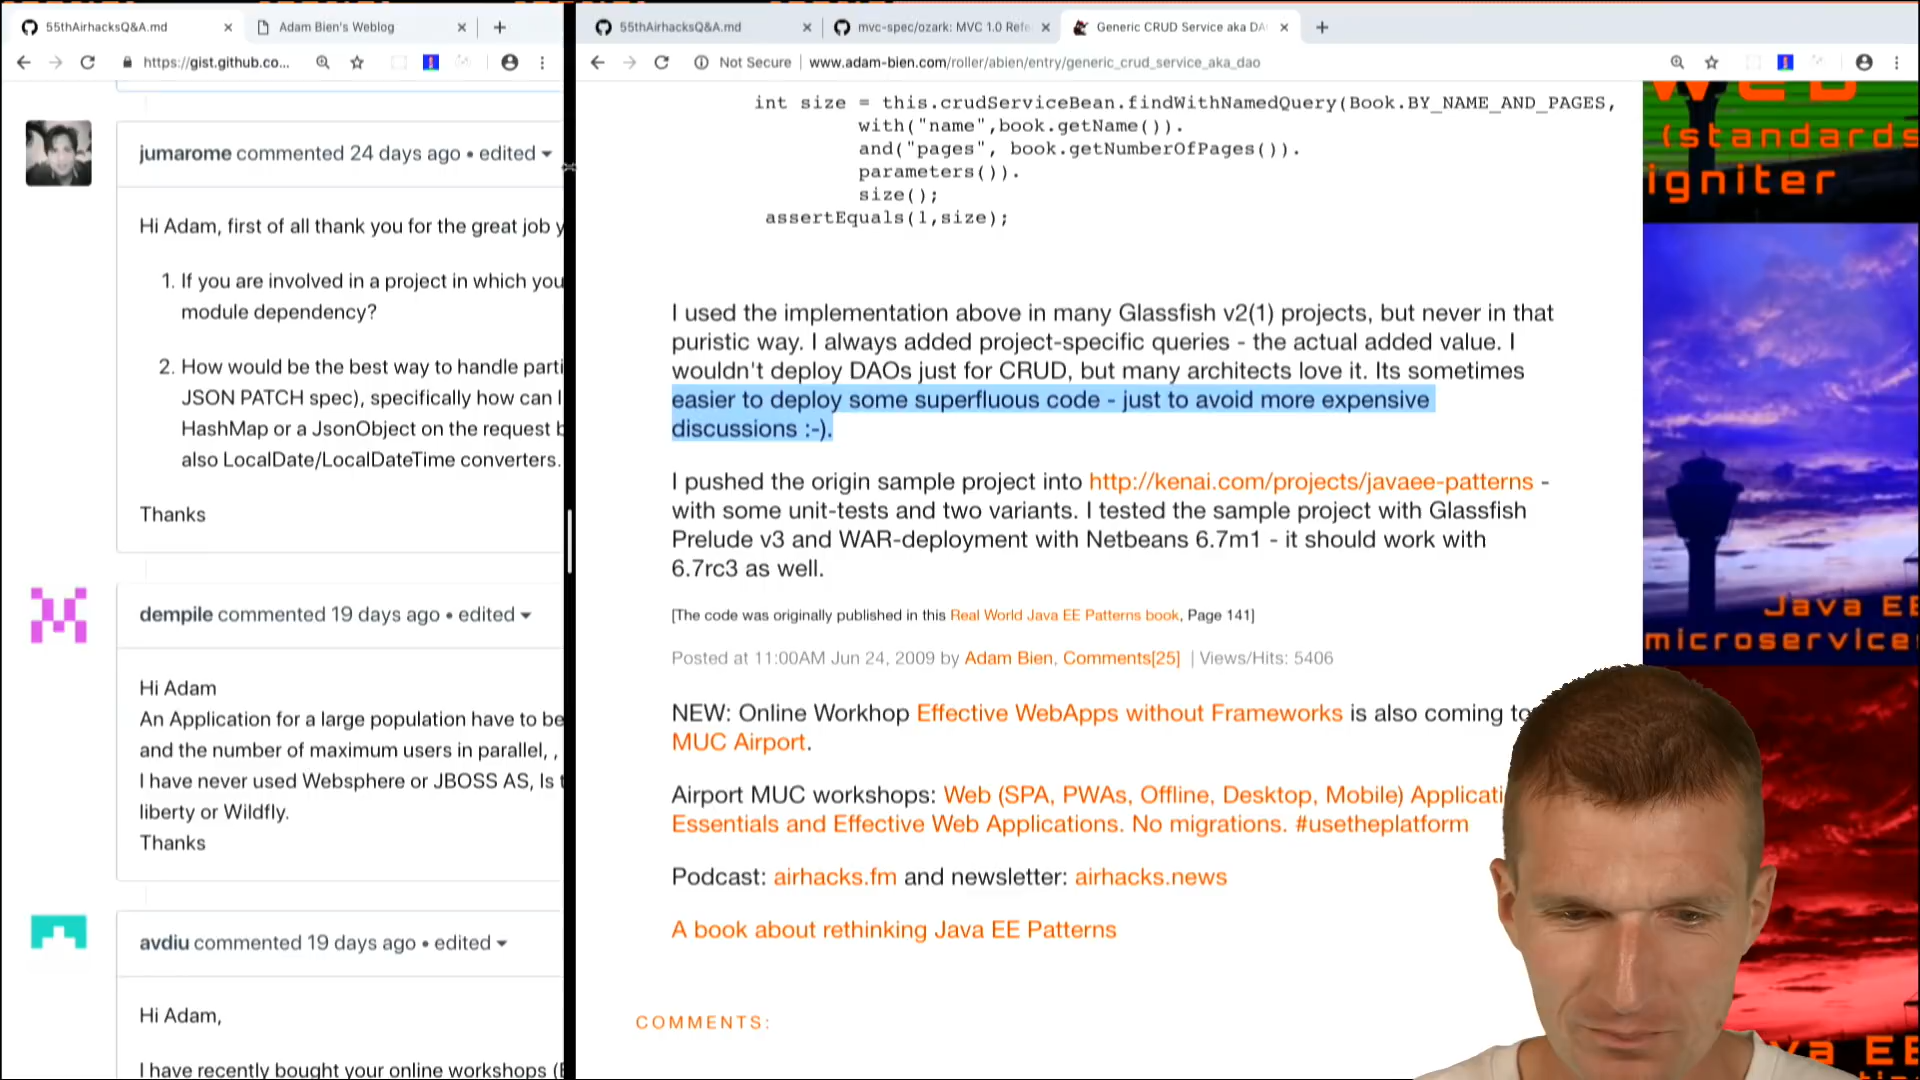 55thAirhacksQ&A.md
Adam Bien's Weblog
https://gist.github.co...
jumarome commented 24 days ago • edited
Hi Adam, first of all thank you for the great job y
1. If you are involved in a project in which you
module dependency?
2. How would be the best way to handle parti
JSON PATCH spec), specifically how can I
HashMap or a JsonObject on the request b
also LocalDate/LocalDateTime converters.
Thanks
dempile commented 19 days ago • edited
Hi Adam
An Application for a large population have to be
and the number of maximum users in parallel, ,
I have never used Websphere or JBOSS AS, Is t
liberty or Wildfly.
Thanks
avdiu commented 19 days ago • edited
Hi Adam,
I have recently bought your online workshops (E
55thAirhacksQ&A.md
mvc-spec/ozark: MVC 1.0 Refe
Generic CRUD Service aka DA
Not Secure
www.adam-bien.com/roller/abien/entry/generic_crud_service_aka_dao
int size = this.crudServiceBean.findWithNamedQuery(Book.BY_NAME_AND_PAGES,
with("name",book.getName()).
and("pages", book.getNumberOfPages()).
parameters()).
size();
assertEquals(1,size);
I used the implementation above in many Glassfish v2(1) projects, but never in that
puristic way. I always added project-specific queries - the actual added value. I
wouldn't deploy DAOs just for CRUD, but many architects love it. Its sometimes
easier to deploy some superfluous code - just to avoid more expensive
discussions :-).
I pushed the origin sample project into http://kenai.com/projects/javaee-patterns -
with some unit-tests and two variants. I tested the sample project with Glassfish
Prelude v3 and WAR-deployment with Netbeans 6.7m1 - it should work with
6.7rc3 as well.
[The code was originally published in this Real World Java EE Patterns book, Page 141]
Posted at 11:00AM Jun 24, 2009 by Adam Bien, Comments[25] | Views/Hits: 5406
NEW: Online Workhop Effective WebApps without Frameworks is also coming to
MUC Airport.
Airport MUC workshops: Web (SPA, PWAs, Offline, Desktop, Mobile) Applicati
Essentials and Effective Web Applications. No migrations. #usetheplatform
Podcast: airhacks.fm and newsletter: airhacks.news
A book about rethinking Java EE Patterns
COMMENTS:
WEB
(standards
igniter
Java EE
microservice
va EE